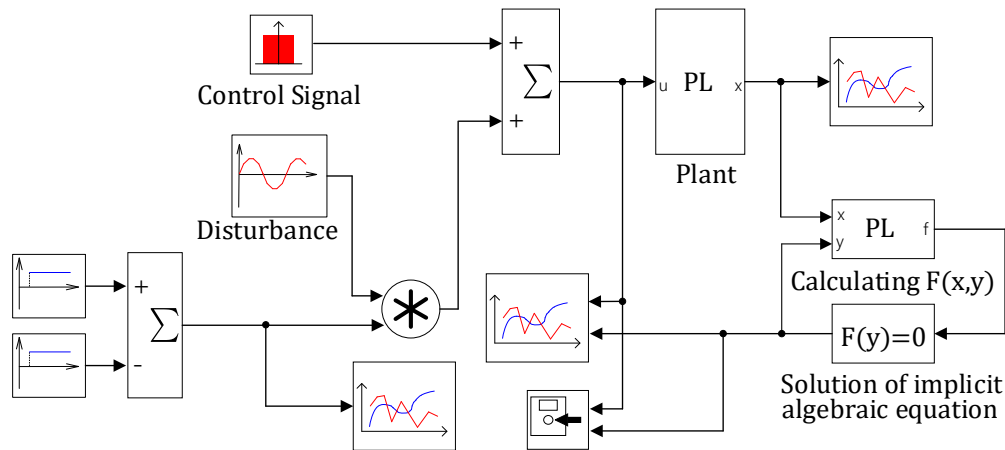 +
Σ
+
Control Signal
u PL x
Plant
Disturbance
x
y
PL f
Calculating F(x,y)
+
Σ
-
F(y)=0
Solution of implicit
algebraic equation